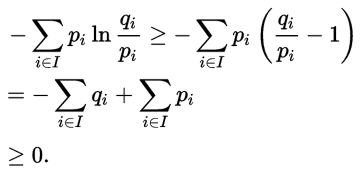 $-\sum_{i \in I} p_i \ln \frac{q_i}{p_i} \geq -\sum_{i \in I} p_i \left( \frac{q_i}{p_i} - 1 \right)$
$= -\sum_{i \in I} q_i + \sum_{i \in I} p_i$
$\geq 0.$